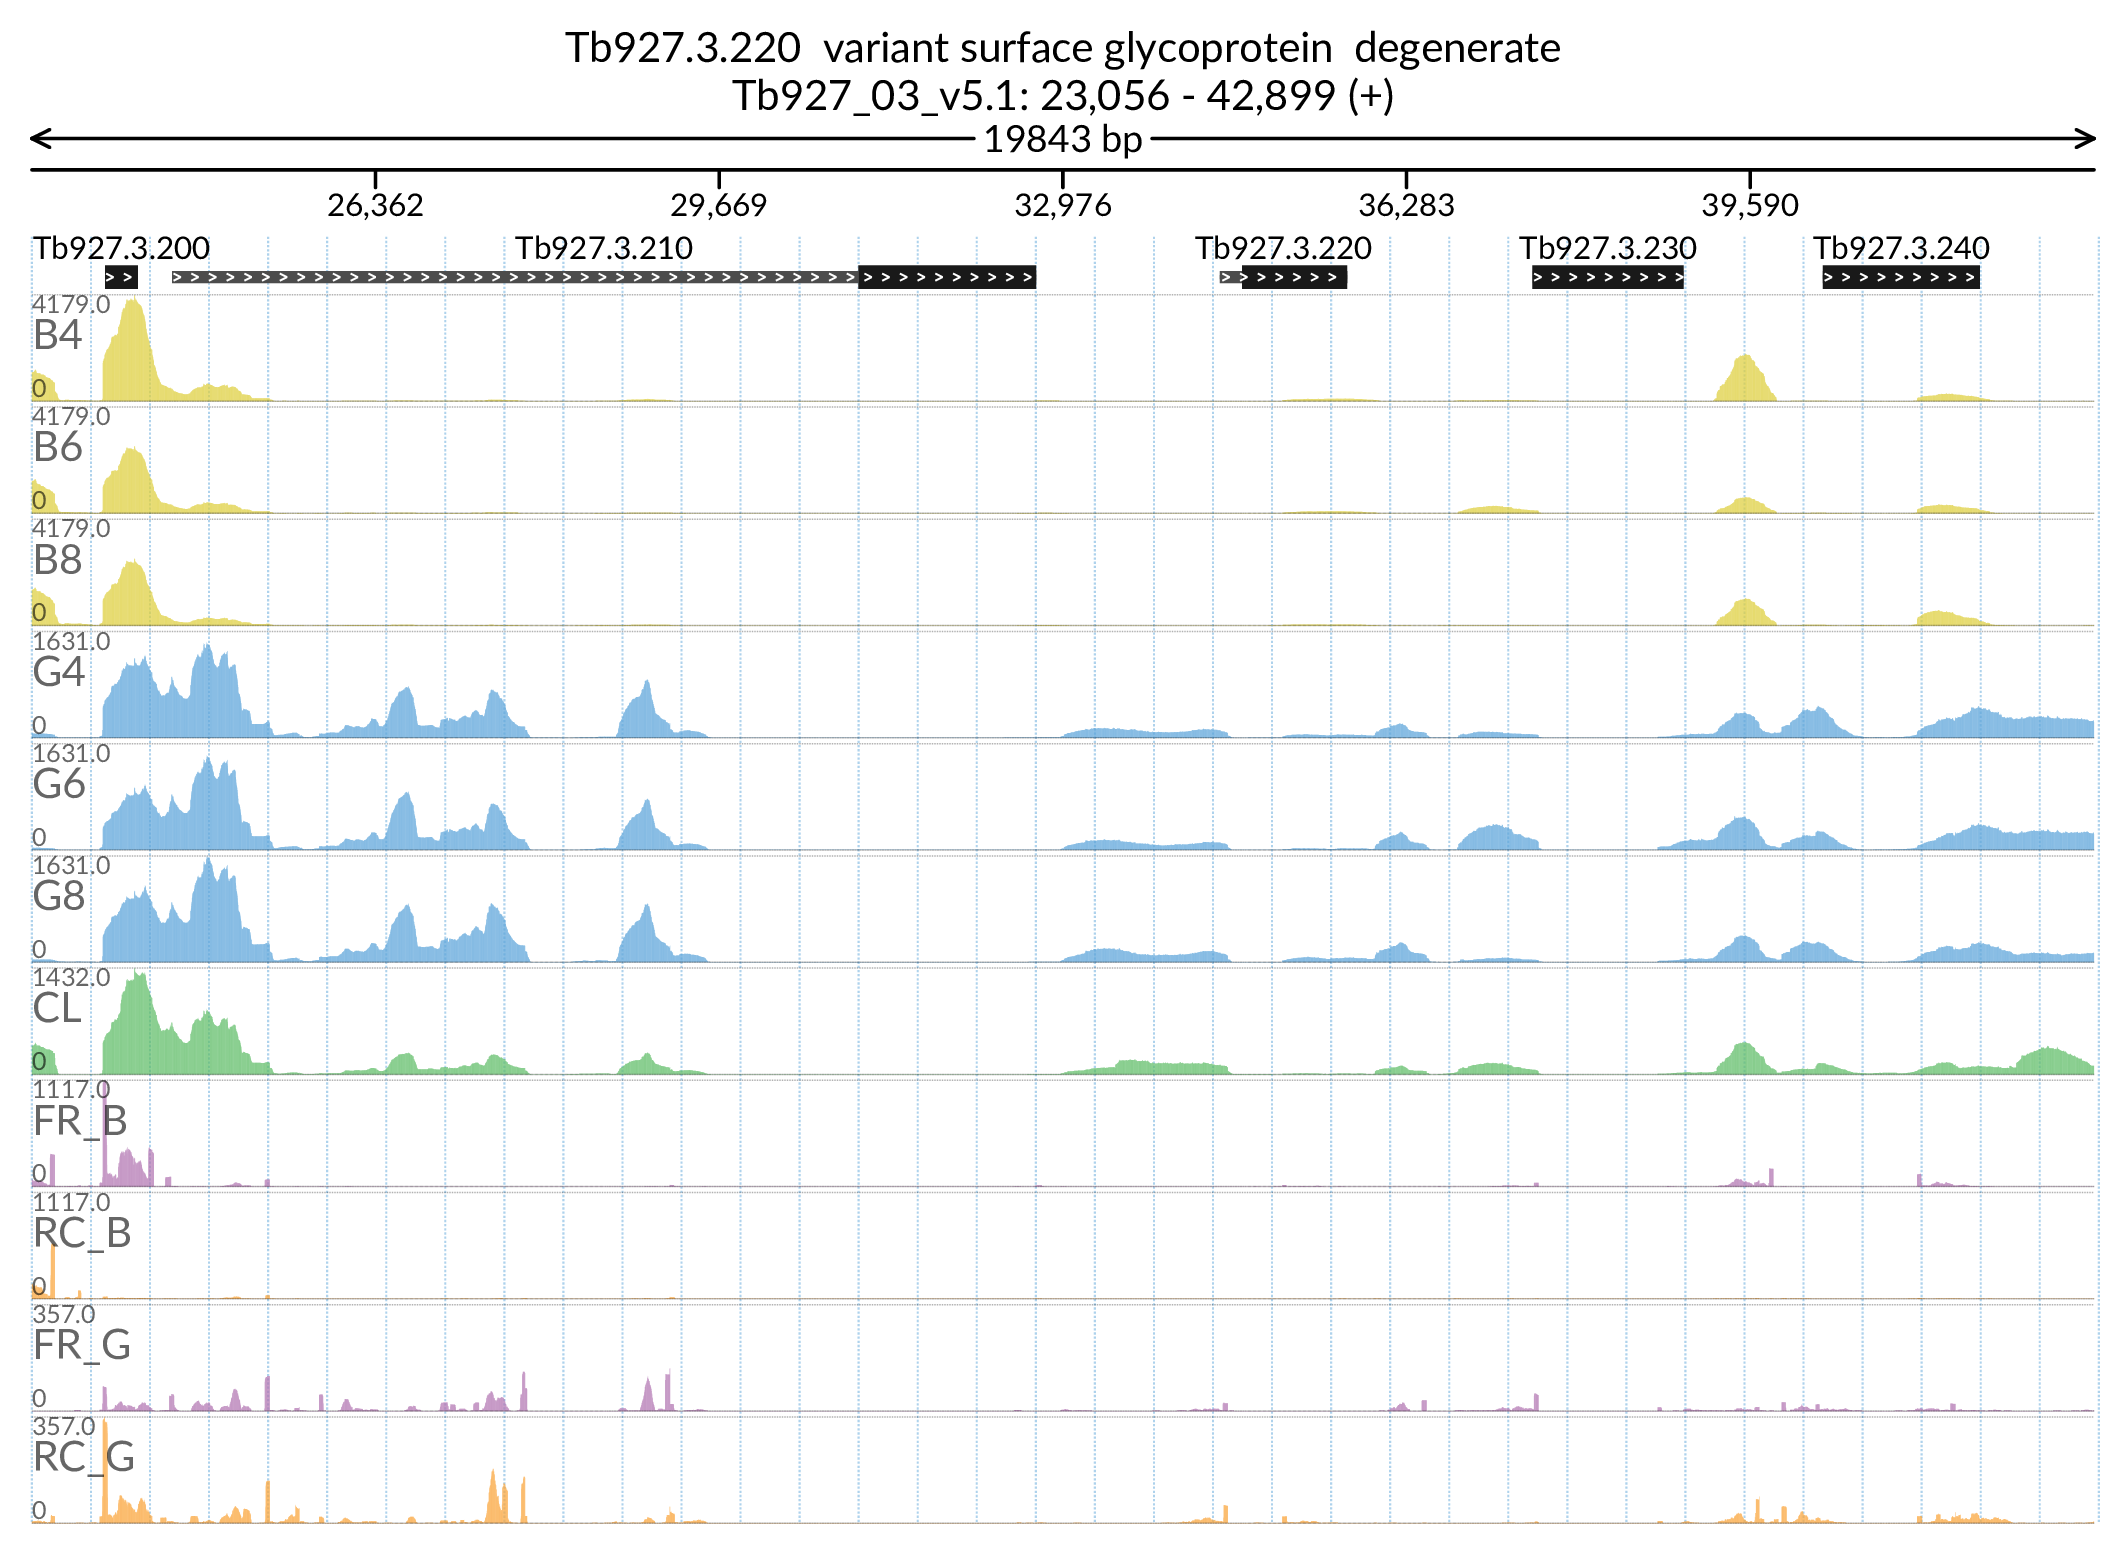 Tb927.3.220 variant surface glycoprotein degenerate
Tb927_03_v5.1: 23,056 - 42,899 (+)
19843 bp
26,362 29,669 32,976 36,283 39,590
Tb927.3.200 Tb927.3.210 Tb927.3.220 Tb927.3.230 Tb927.3.240
4179.0
B4
0
4179.0
B6
0
4179.0
B8
0
1631.0
G4
0
1631.0
G6
0
1631.0
G8
0
1432.0
CL
0
1117.0
FR_B
0
1117.0
RC_B
0
357.0
FR_G
0
357.0
RC_G
0